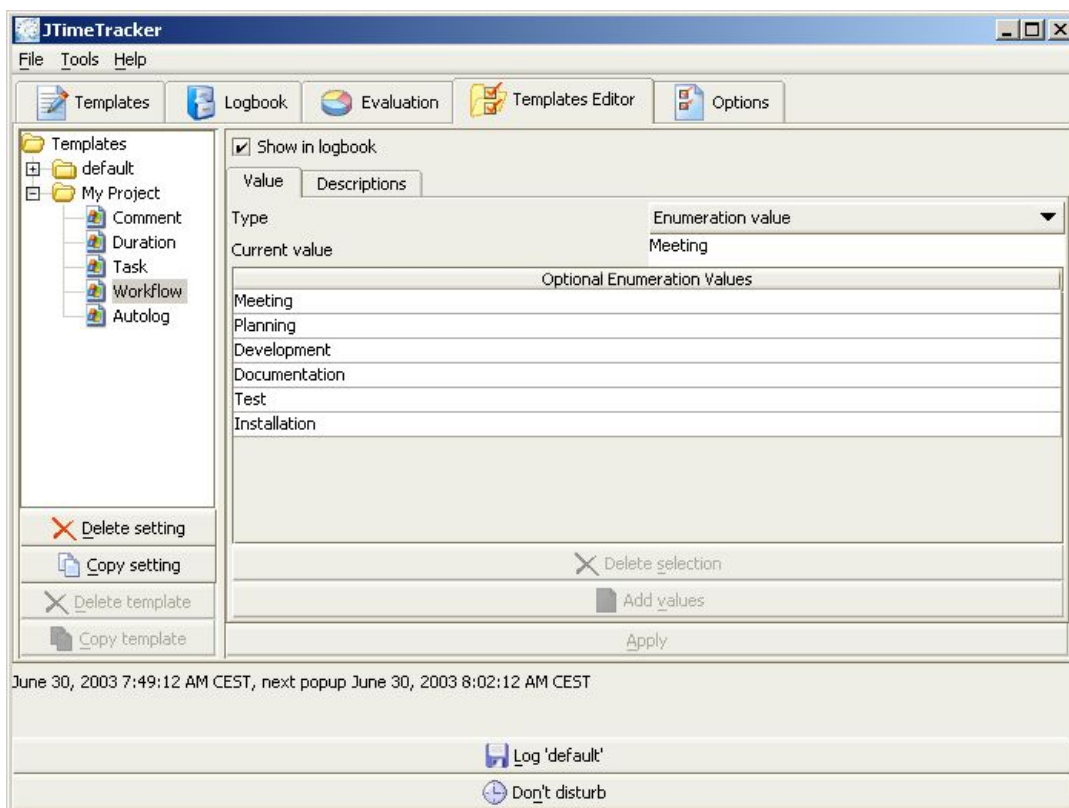 JTimeTracker
File Tools Help
Templates Logbook Evaluation Templates Editor Options
Templates
default
My Project
Comment
Duration
Task
Workflow
Autolog
Delete setting
Copy setting
Delete template
Copy template
Show in logbook
Value Descriptions
Type Enumeration value
Current value Meeting
Optional Enumeration Values
Meeting
Planning
Development
Documentation
Test
Installation
Delete selection
Add values
Apply
June 30, 2003 7:49:12 AM CEST, next popup June 30, 2003 8:02:12 AM CEST
Log 'default'
Don't disturb